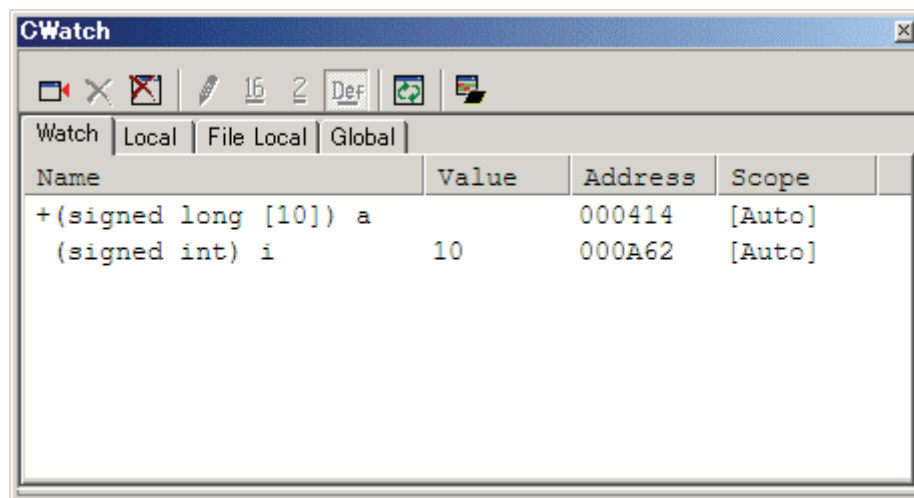 CWatch
16 2 Def
Watch Local File Local Global
Name Value Address Scope
+(signed long [10]) a 000414 [Auto]
(signed int) i 10 000A62 [Auto]